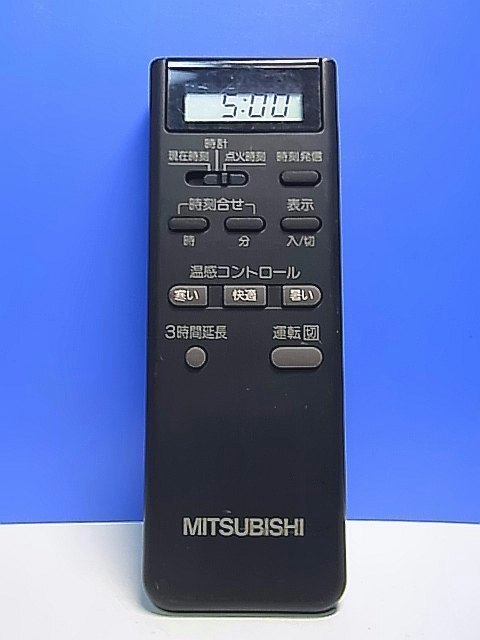 5:00
時計
現在時刻 点火時刻 時刻発信
時刻合せ 表示
時 分 入/切
温感コントロール
寒い 快適 暑い
3時間延長 運転切
MITSUBISHI